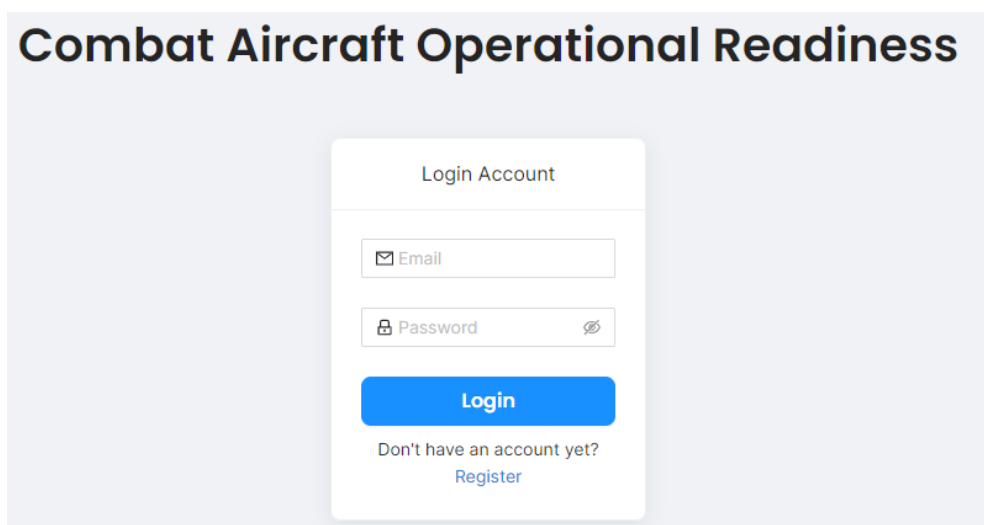 Combat Aircraft Operational Readiness
Login Account
Email
Password
Login
Don't have an account yet?
Register